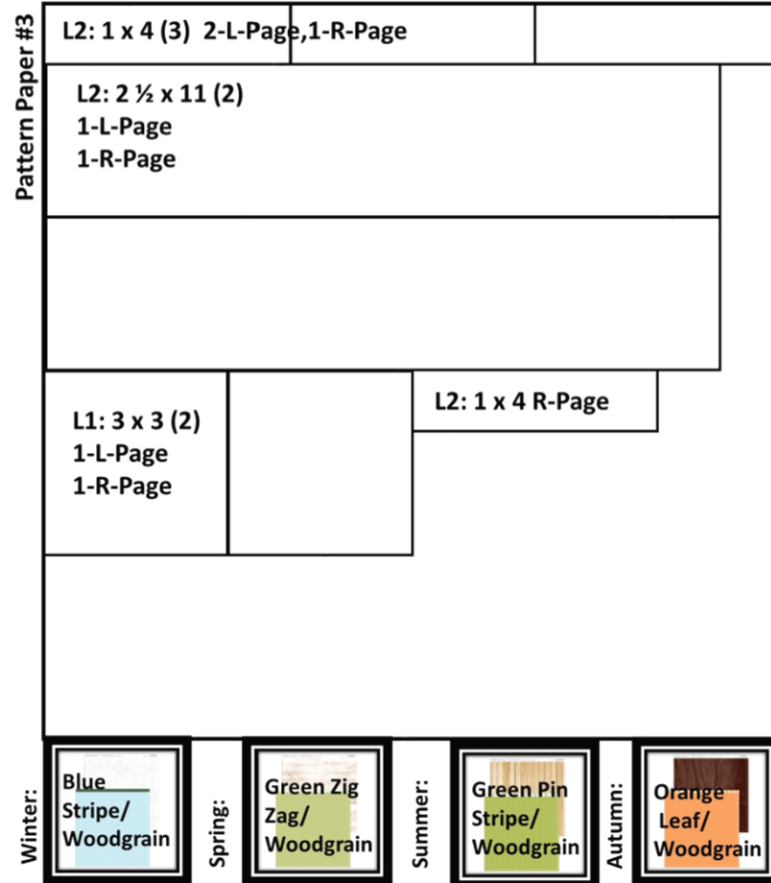 Pattern Paper #3
L2: 1 x 4 (3) 2-L-Page,1-R-Page
L2: 2 ½ x 11 (2)
1-L-Page
1-R-Page
L1: 3 x 3 (2)
1-L-Page
1-R-Page
L2: 1 x 4 R-Page
Winter:
Blue
Stripe/
Woodgrain
Spring:
Green Zig
Zag/
Woodgrain
Summer:
Green Pin
Stripe/
Woodgrain
Autumn:
Orange
Leaf/
Woodgrain